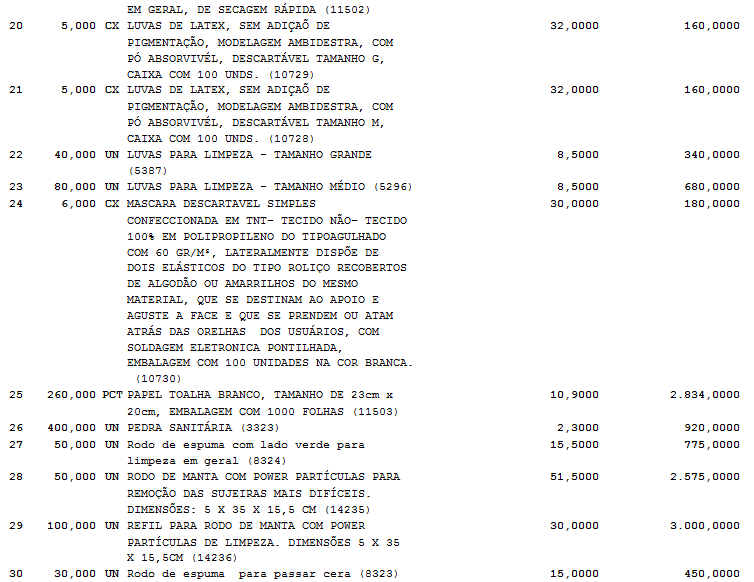 EM GERAL, DE SECAGEM RÁPIDA (11502)
20 5,000 CX LUVAS DE LATEX, SEM ADIÇAÕ DE 32,0000 160,0000
PIGMENTAÇÃO, MODELAGEM AMBIDESTRA, COM
PÓ ABSORVIVÉL, DESCARTÁVEL TAMANHO G,
CAIXA COM 100 UNDS. (10729)
21 5,000 CX LUVAS DE LATEX, SEM ADIÇAÕ DE 32,0000 160,0000
PIGMENTAÇÃO, MODELAGEM AMBIDESTRA, COM
PÓ ABSORVIVÉL, DESCARTÁVEL TAMANHO M,
CAIXA COM 100 UNDS. (10728)
22 40,000 UN LUVAS PARA LIMPEZA - TAMANHO GRANDE 8,5000 340,0000
(5387)
23 80,000 UN LUVAS PARA LIMPEZA - TAMANHO MÉDIO (5296) 8,5000 680,0000
24 6,000 CX MASCARA DESCARTAVEL SIMPLES 30,0000 180,0000
CONFECCIONADA EM TNT- TECIDO NÃO- TECIDO
100% EM POLIPROPILENO DO TIPOAGULHADO
COM 60 GR/M², LATERALMENTE DISPÕE DE
DOIS ELÁSTICOS DO TIPO ROLIÇO RECOBERTOS
DE ALGODÃO OU AMARRILHOS DO MESMO
MATERIAL, QUE SE DESTINAM AO APOIO E
AGUSTE A FACE E QUE SE PRENDEM OU ATAM
ATRÁS DAS ORELHAS  DOS USUÁRIOS, COM
SOLDAGEM ELETRONICA PONTILHADA,
EMBALAGEM COM 100 UNIDADES NA COR BRANCA.
(10730)
25 260,000 PCT PAPEL TOALHA BRANCO, TAMANHO DE 23cm x 10,9000 2.834,0000
20cm, EMBALAGEM COM 1000 FOLHAS (11503)
26 400,000 UN PEDRA SANITÁRIA (3323) 2,3000 920,0000
27 50,000 UN Rodo de espuma com lado verde para 15,5000 775,0000
limpeza em geral (8324)
28 50,000 UN RODO DE MANTA COM POWER PARTÍCULAS PARA 51,5000 2.575,0000
REMOÇÃO DAS SUJEIRAS MAIS DIFÍCEIS.
DIMENSÕES: 5 X 35 X 15,5 CM (14235)
29 100,000 UN REFIL PARA RODO DE MANTA COM POWER 30,0000 3.000,0000
PARTÍCULAS DE LIMPEZA. DIMENSÕES 5 X 35
X 15,5CM (14236)
30 30,000 UN Rodo de espuma  para passar cera (8323) 15,0000 450,0000